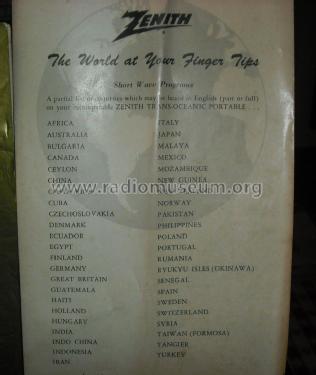 ZENITH
The World at Your Finger Tips
Short Wave Programs
A partial list of countries which may be heard in English (part or full)
on your incomparable ZENITH TRANS-OCEANIC PORTABLE . . .
AFRICA
AUSTRALIA
BULGARIA
CANADA
CEYLON
CHINA
CUBA
CZECHOSLOVAKIA
DENMARK
ECUADOR
EGYPT
FINLAND
GERMANY
GREAT BRITAIN
GUATEMALA
HAITI
HOLLAND
HUNGARY
INDIA
INDO CHINA
INDONESIA
IRAN
ITALY
JAPAN
MALAYA
MEXICO
MOZAMBIQUE
NEW GUINEA
NORWAY
PAKISTAN
PHILIPPINES
POLAND
PORTUGAL
RUMANIA
RYUKYU ISLES (OKINAWA)
SENEGAL
SPAIN
SWEDEN
SWITZERLAND
SYRIA
TAIWAN (FORMOSA)
TANGIER
TURKEY
www.radiomuseum.org